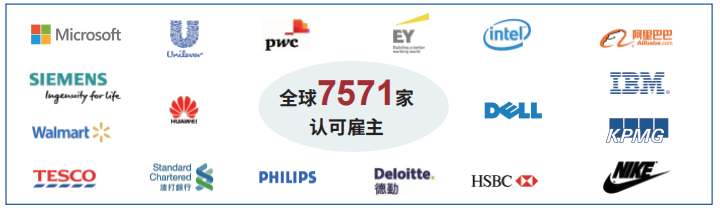 Microsoft
Unilever
pwc
EY
Building a better
working world
intel
阿里巴巴
Alibaba.com
SIEMENS
Ingenuity for life
HUAWEI
全球7571家
认可雇主
DELL
IBM
Walmart
KPMG
TESCO
Standard
Chartered
渣打銀行
PHILIPS
Deloitte.
德勤
HSBC
NIKE